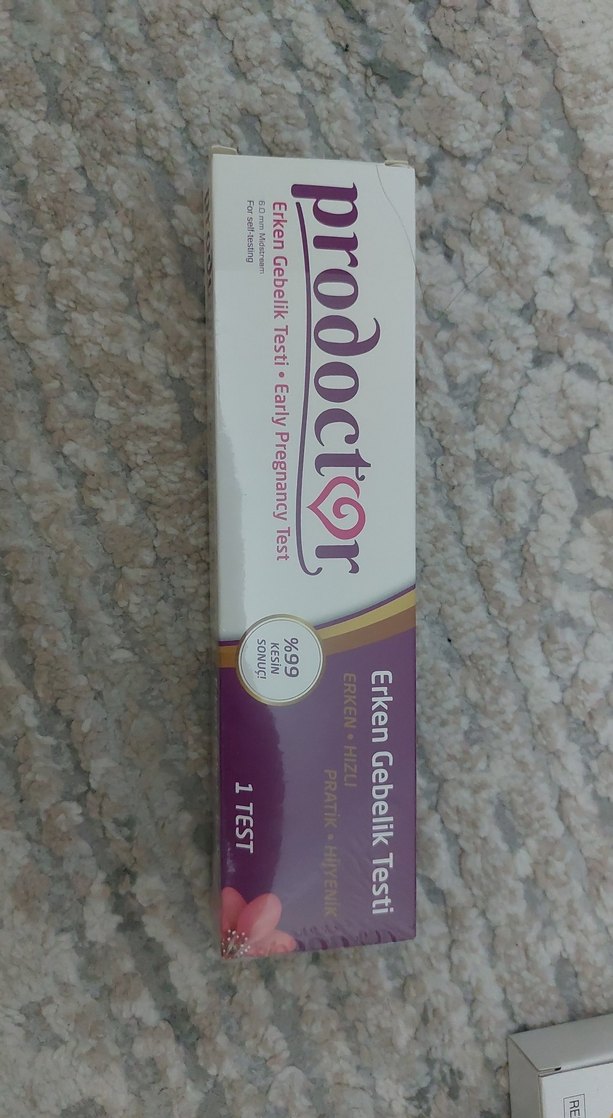 prodoctor
Erken Gebelik Testi • Early Pregnancy Test
6.0 mm Midstream
For self-testing
%99
KESİN
SONUÇ!
Erken Gebelik Testi
ERKEN • HIZLI
PRATİK • HİJYENİK
1 TEST